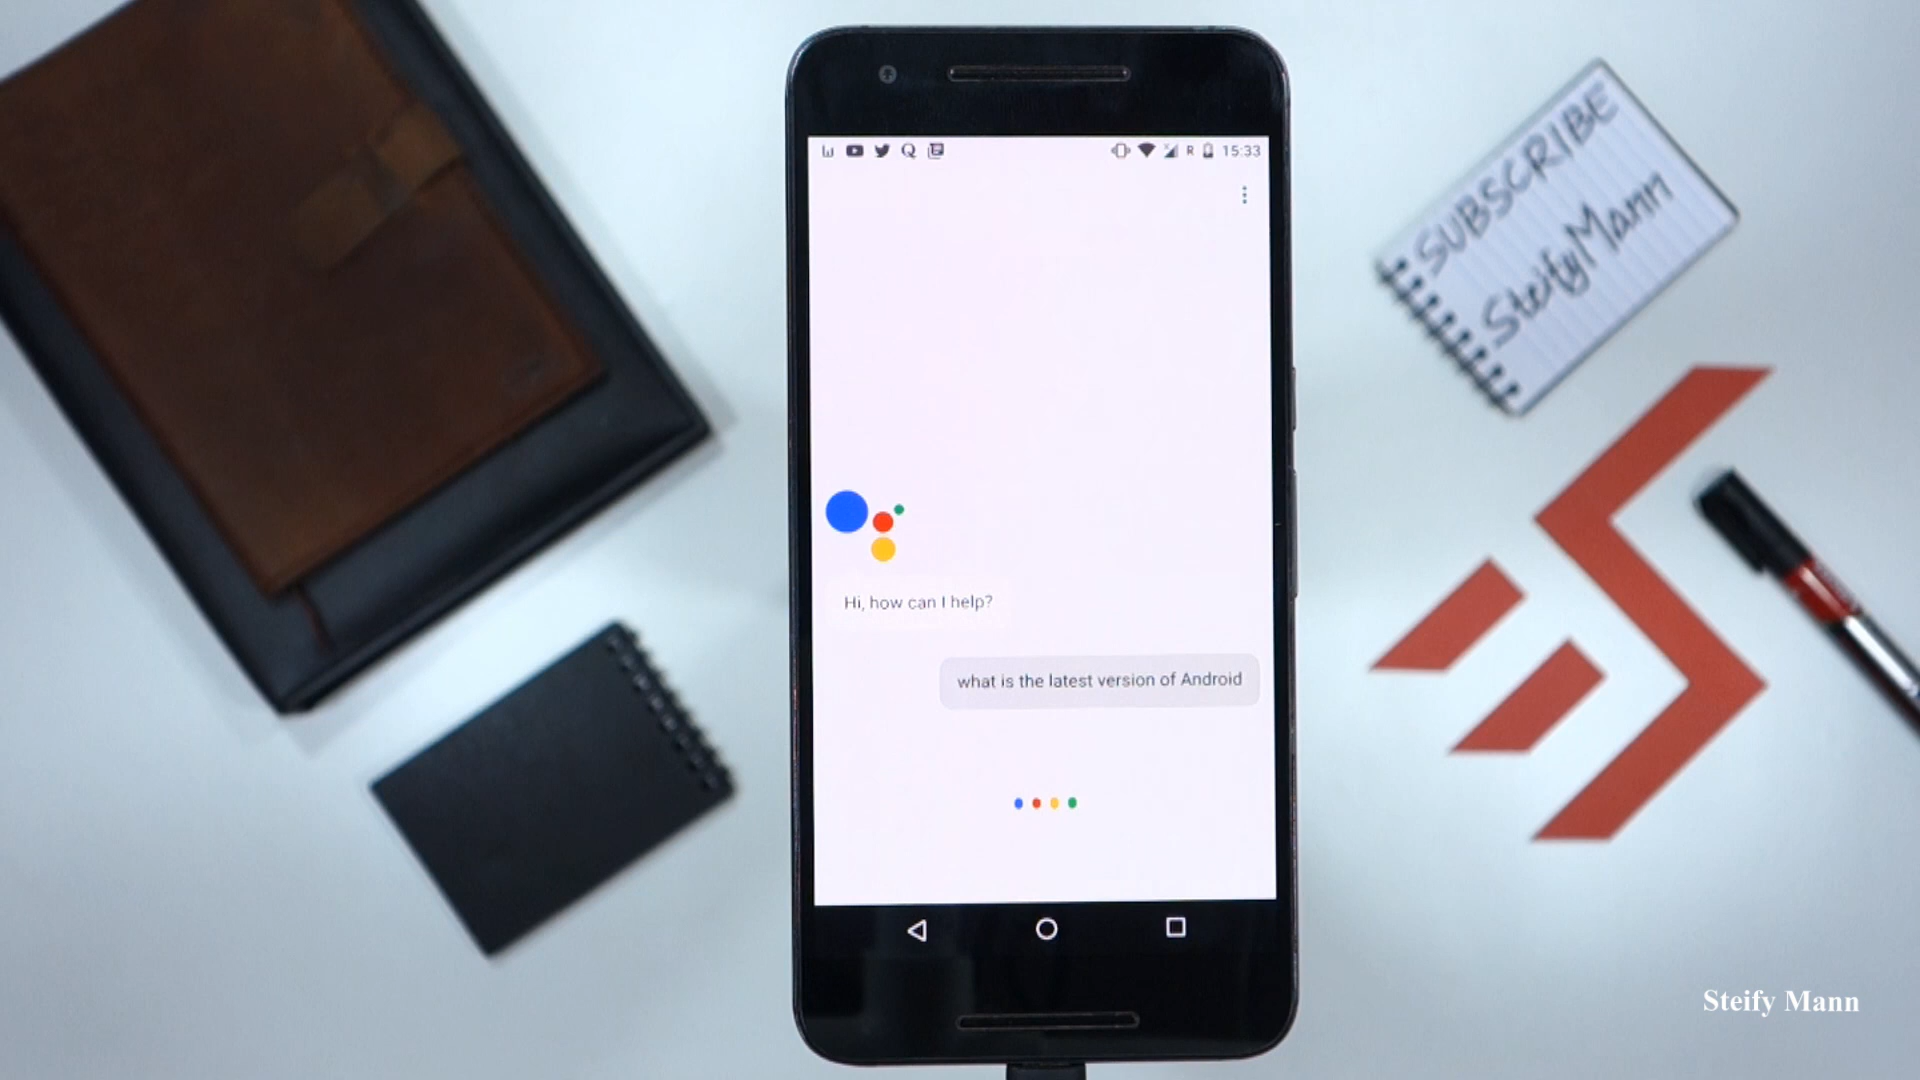 R 15:33
Hi, how can I help?
what is the latest version of Android
SUBSCRIBE
SteifyMann
Steify Mann